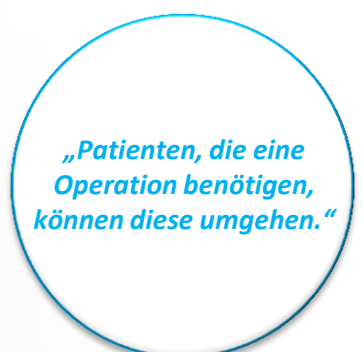 „Patienten, die eine
Operation benötigen,
können diese umgehen.“